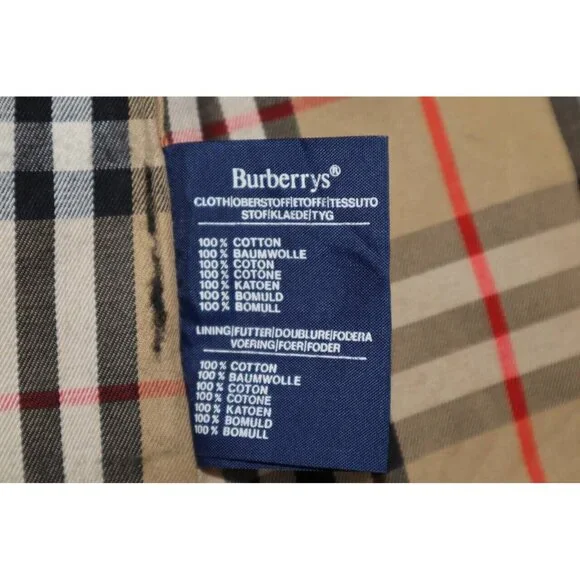 Burberrys®
CLOTH|OBERSTOFF|ETOFFE|TESSUTO
STOF|KLAEDE|TYG
100% COTTON
100% BAUMWOLLE
100% COTON
100% COTONE
100% KATOEN
100% BOMULD
100% BOMULL
LINING|FUTTER|DOUBLURE|FODERA
VOERING|FOER|FODER
100% COTTON
100% BAUMWOLLE
100% COTON
100% COTONE
100% KATOEN
100% BOMULD
100% BOMULL